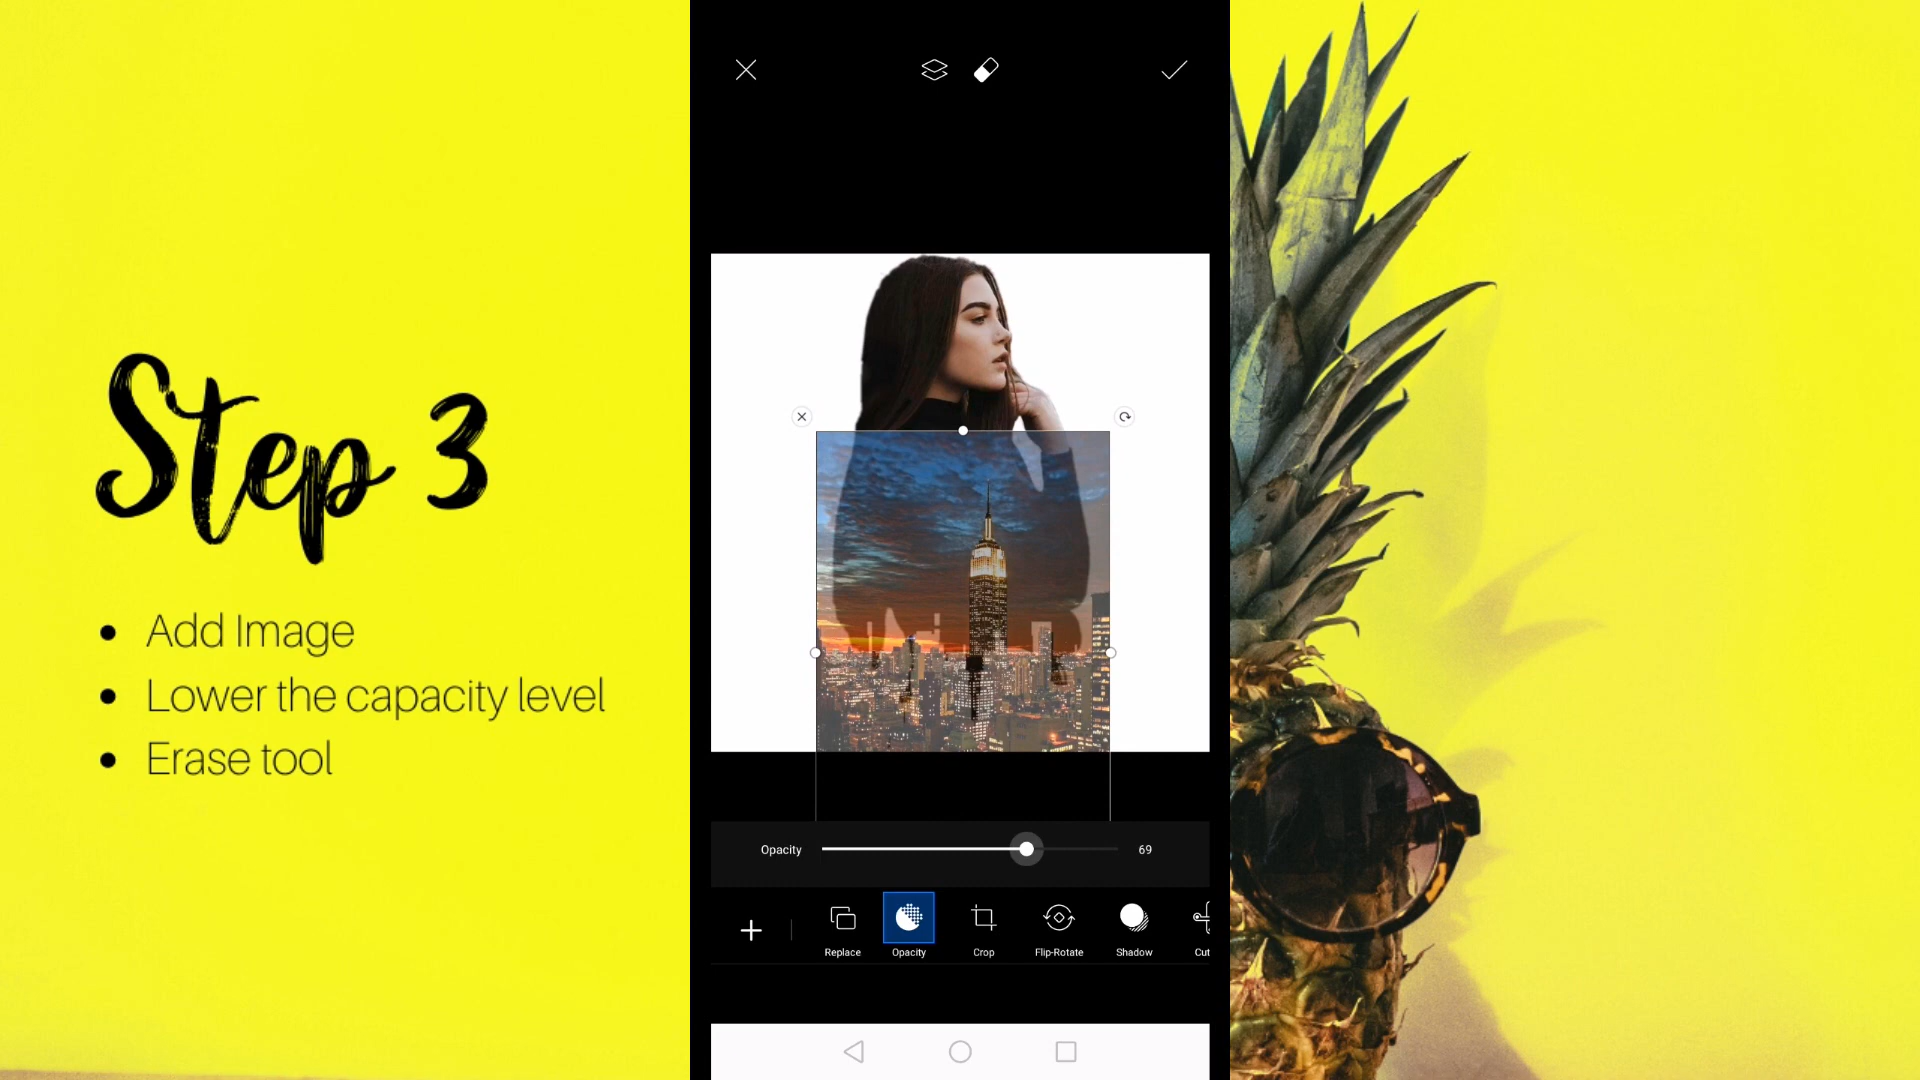 Step 3
Add Image
Lower the capacity level
Erase tool
Opacity 69
Replace Opacity Crop Flip-Rotate Shadow Cut